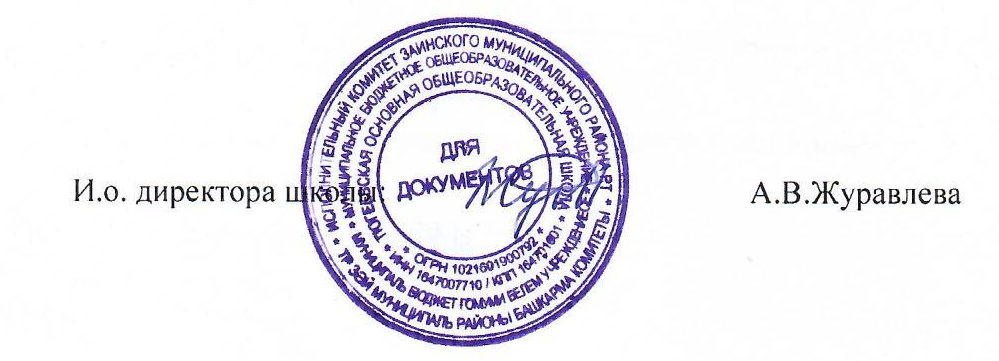 И.о. директора школы:
А.В.Журавлева
* ИСПОЛНИТЕЛЬНЫЙ КОМИТЕТ ЗАИНСКОГО МУНИЦИПАЛЬНОГО РАЙОНА РТ *
ТР ЗӘЙ МУНИЦИПАЛЬ РАЙОНЫ БАШКАРМА КОМИТЕТЫ
* МУНИЦИПАЛЬНОЕ БЮДЖЕТНОЕ ОБЩЕОБРАЗОВАТЕЛЬНОЕ УЧРЕЖДЕНИЕ
* МУНИЦИПАЛЬ БЮДЖЕТ ГОМУМИ БЕЛЕМ УЧРЕЖДЕНИЕСЕ
ОСНОВНАЯ ОБЩЕОБРАЗОВАТЕЛЬНАЯ ШКОЛА
* ИНН 1647007710 / КПП 164701001 *
* ОГРН 1021601900792 *
ДЛЯ
ДОКУМЕНТОВ